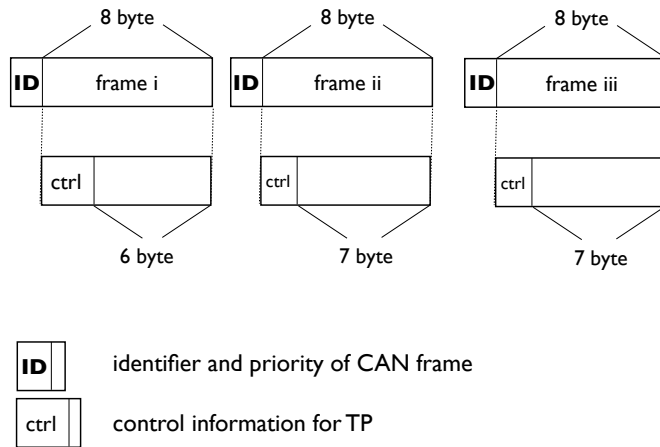 8 byte 8 byte 8 byte
ID frame i ID frame ii ID frame iii
ctrl ctrl ctrl
6 byte 7 byte 7 byte
ID identifier and priority of CAN frame
ctrl control information for TP